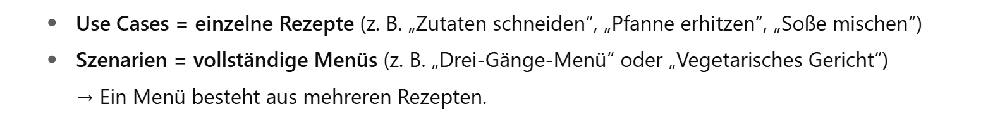 • Use Cases = einzelne Rezepte (z. B. „Zutaten schneiden“, „Pfanne erhitzen“, „Soße mischen“)
• Szenarien = vollständige Menüs (z. B. „Drei-Gänge-Menü“ oder „Vegetarisches Gericht“)
→ Ein Menü besteht aus mehreren Rezepten.